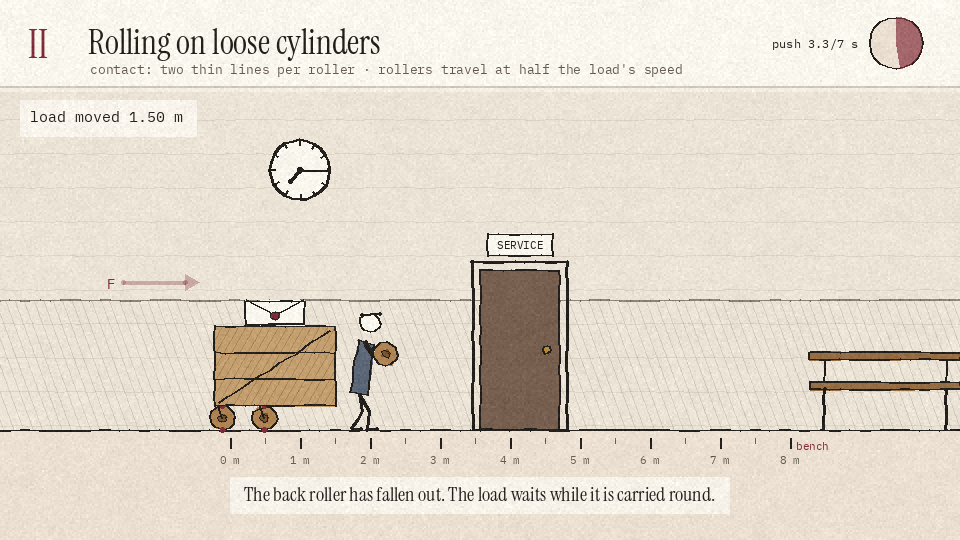 II
Rolling on loose cylinders
contact: two thin lines per roller · rollers travel at half the load's speed
push 3.3/7 s
load moved 1.50 m
SERVICE
F
bench
0 m 1 m 2 m 3 m 4 m 5 m 6 m 7 m 8 m
The back roller has fallen out. The load waits while it is carried round.